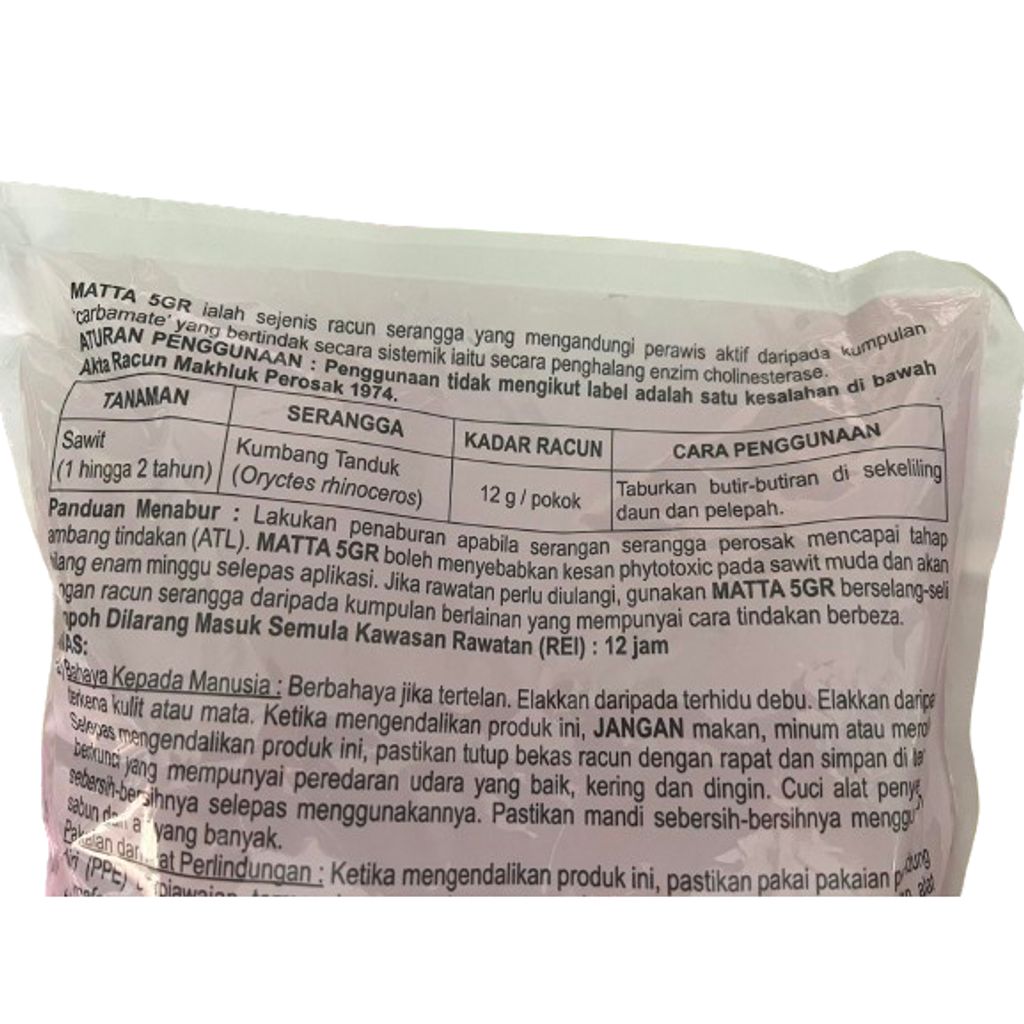 MATTA 5GR ialah sejenis racun serangga yang mengandungi perawis aktif daripada kumpulan
'carbamate' yang bertindak secara sistemik iaitu secara penghalang enzim cholinesterase.
ATURAN PENGGUNAAN : Penggunaan tidak mengikut label adalah satu kesalahan di bawah
Akta Racun Makhluk Perosak 1974.
TANAMAN SERANGGA KADAR RACUN CARA PENGGUNAAN
Sawit Kumbang Tanduk 12 g / pokok Taburkan butir-butiran di sekeliling
(1 hingga 2 tahun) (Oryctes rhinoceros) daun dan pelepah.
Panduan Menabur : Lakukan penaburan apabila serangan serangga perosak mencapai tahap
ambang tindakan (ATL). MATTA 5GR boleh menyebabkan kesan phytotoxic pada sawit muda dan akan
enam minggu selepas aplikasi. Jika rawatan perlu diulangi, gunakan MATTA 5GR berselang-seli
racun serangga daripada kumpulan berlainan yang mempunyai cara tindakan berbeza.
Dilarang Masuk Semula Kawasan Rawatan (REI) : 12 jam
Bahaya Kepada Manusia : Berbahaya jika tertelan. Elakkan daripada terhidu debu. Elakkan
terkena kulit atau mata. Ketika mengendalikan produk ini, JANGAN makan, minum atau
Selepas mengendalikan produk ini, pastikan tutup bekas racun dengan rapat dan simpan di
berkunci yang mempunyai peredaran udara yang baik, kering dan dingin. Cuci alat
sebersih-bersihnya selepas menggunakannya. Pastikan mandi sebersih-bersihnya
sabun dan yang banyak.
Pakaian Perlindungan : Ketika mengendalikan produk ini, pastikan pakai pakaian
(PPE)